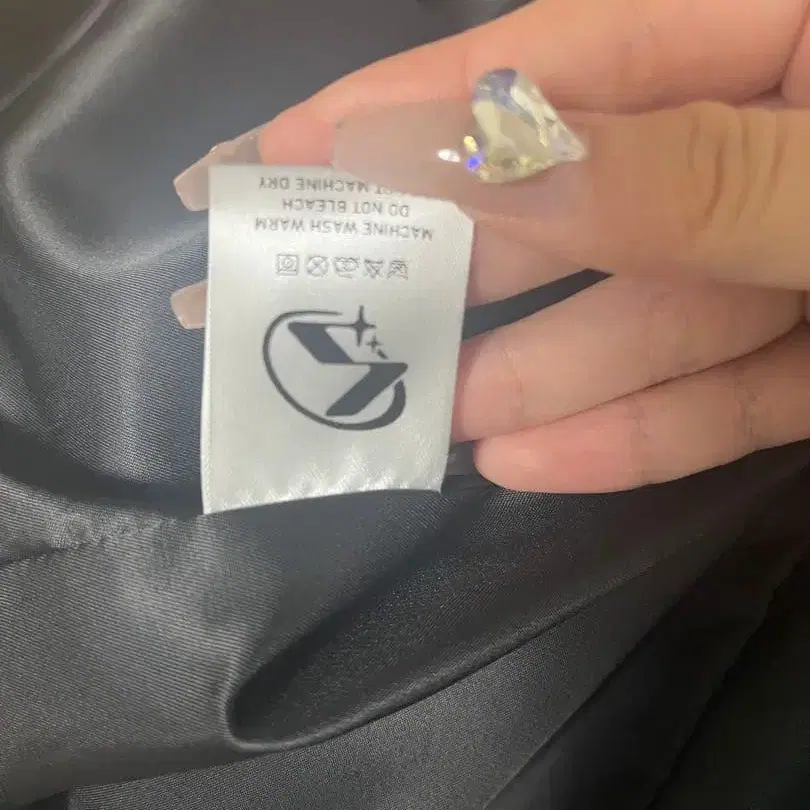 MACHINE WASH WARM
DO NOT BLEACH
MACHINE DRY